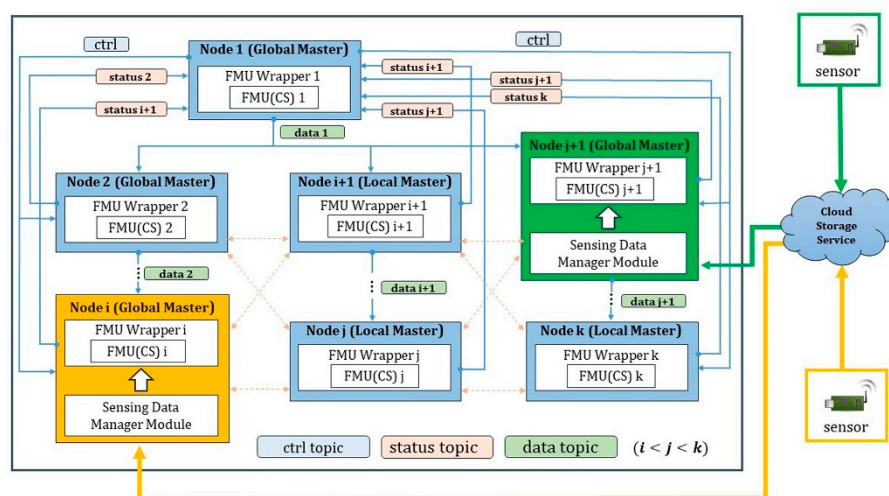 ctrl
ctrl
Node 1 (Global Master)
FMU Wrapper 1
FMU(CS) 1
status 2
status i+1
status i+1
status j+1
status k
status j+1
data 1
Node 2 (Global Master)
FMU Wrapper 2
FMU(CS) 2
Node i+1 (Local Master)
FMU Wrapper i+1
FMU(CS) i+1
Node j+1 (Global Master)
FMU Wrapper j+1
FMU(CS) j+1
Sensing Data
Manager Module
data 2
data i+1
data j+1
Node i (Global Master)
FMU Wrapper i
FMU(CS) i
Sensing Data
Manager Module
Node j (Local Master)
FMU Wrapper j
FMU(CS) j
Node k (Local Master)
FMU Wrapper k
FMU(CS) k
ctrl topic
status topic
data topic
(i < j < k)
sensor
Cloud
Storage
Service
sensor